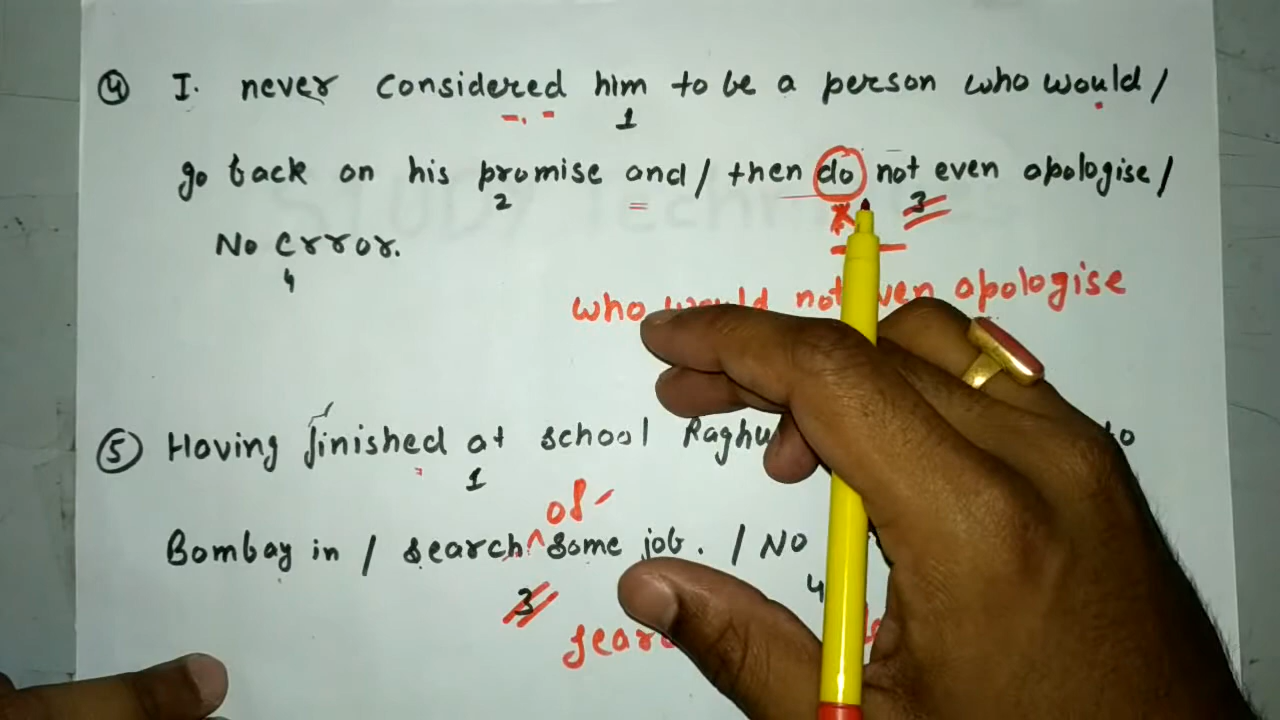 ④ I. never considered him to be a person who would /
1
go back on his promise and / then do not even apologise /
2 3
No Error.
4
who would not even apologise
⑤ Having finished at school to
1
of
Bombay in / search ^ some job. / NO
3 4